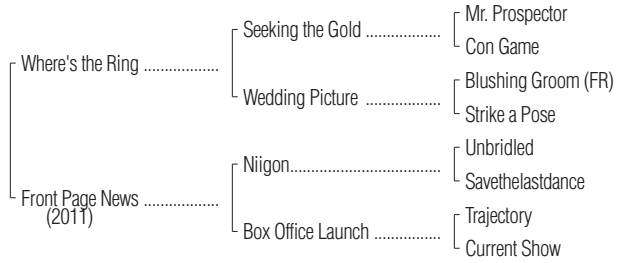 Mr. Prospector
Seeking the Gold ..................
Con Game
Where's the Ring ..................
Blushing Groom (FR)
Wedding Picture ..................
Strike a Pose
Unbridled
Niigon....................................
Savethelastdance
Front Page News ..................
(2011)
Trajectory
Box Office Launch ................
Current Show